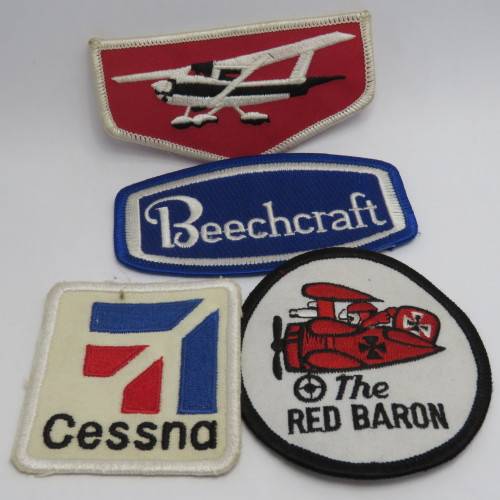 Beechcraft
Cessna
The
RED BARON